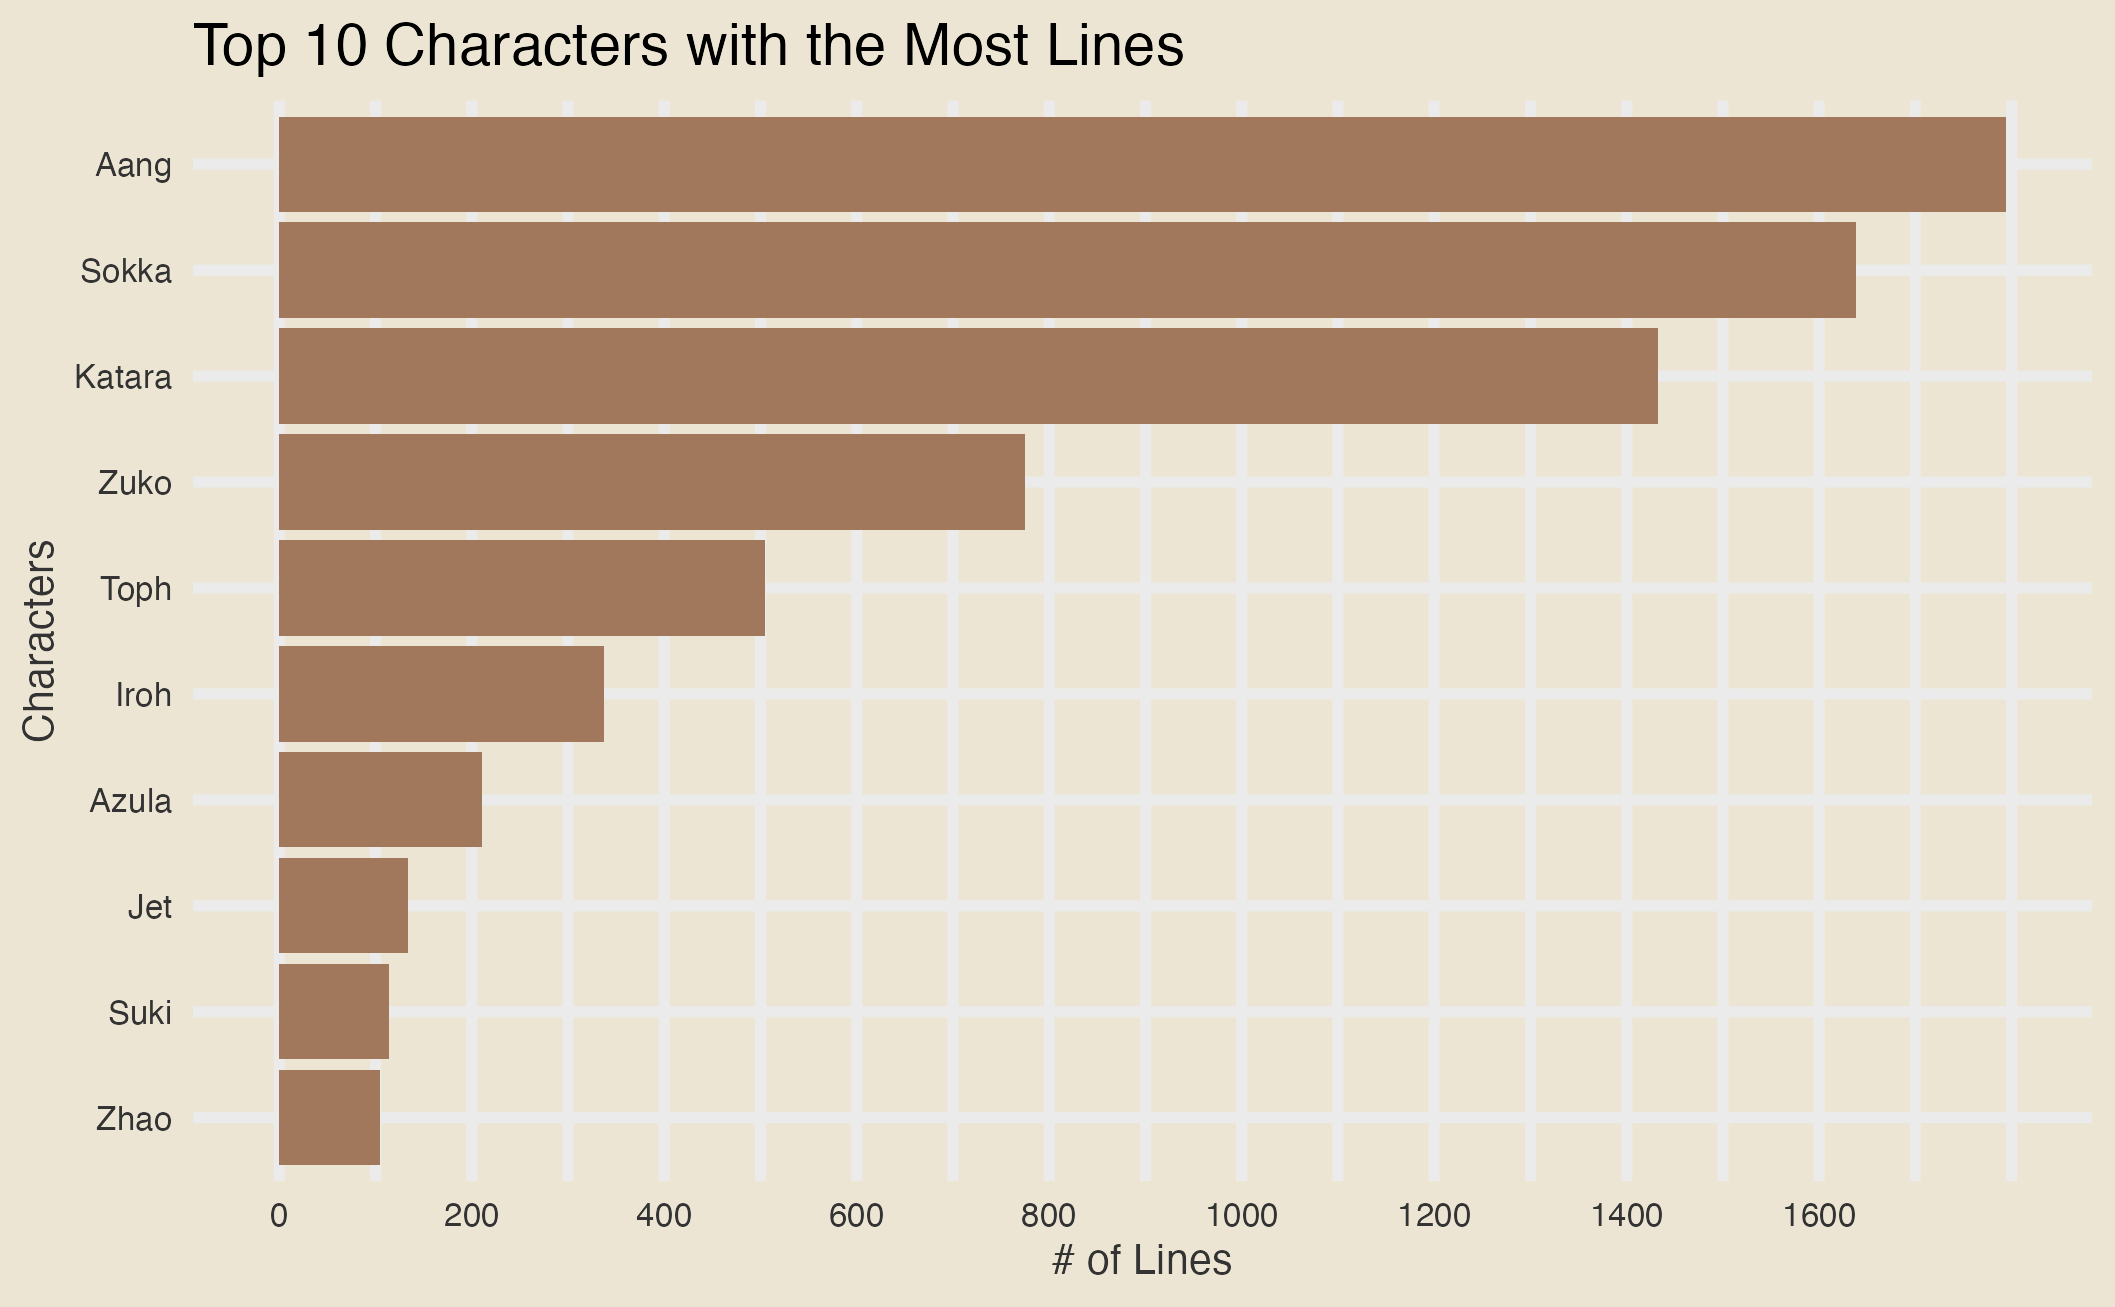 Top 10 Characters with the Most Lines
Characters
Aang
Sokka
Katara
Zuko
Toph
Iroh
Azula
Jet
Suki
Zhao
0 200 400 600 800 1000 1200 1400 1600
# of Lines